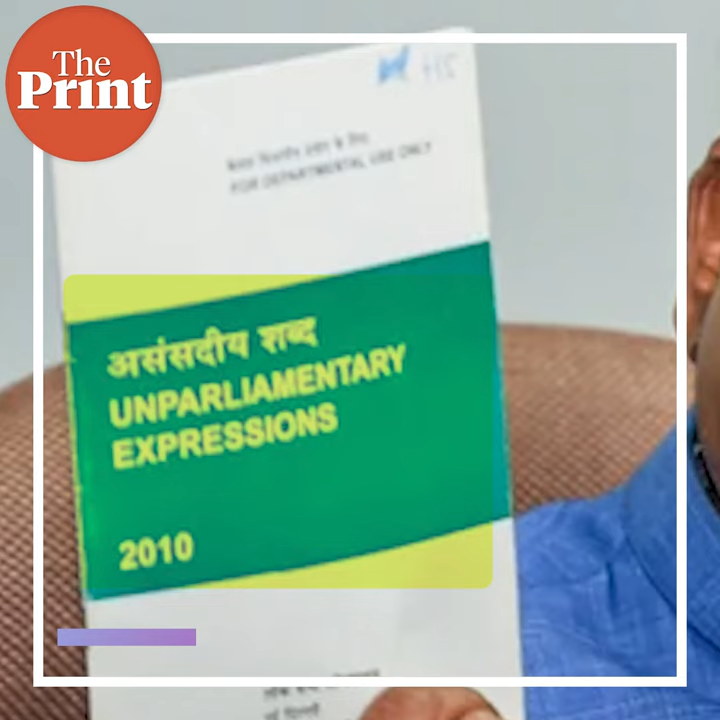 The
Print
FOR DEPARTMENTAL USE ONLY
असंसदीय शब्द
UNPARLIAMENTARY
EXPRESSIONS
2010